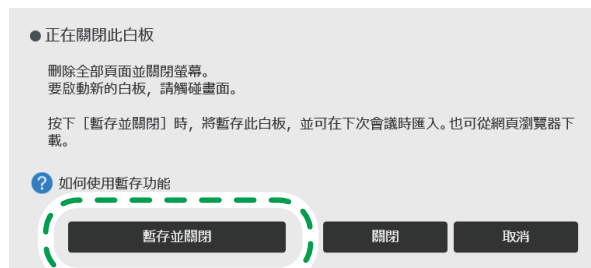 ●正在關閉此白板
刪除全部頁面並關閉螢幕。
要啟動新的白板，請觸碰畫面。
按下［暫存並關閉］時，將暫存此白板，並可在下次會議時匯入。也可從網頁瀏覽器下
載。
? 如何使用暫存功能
暫存並關閉 關閉 取消